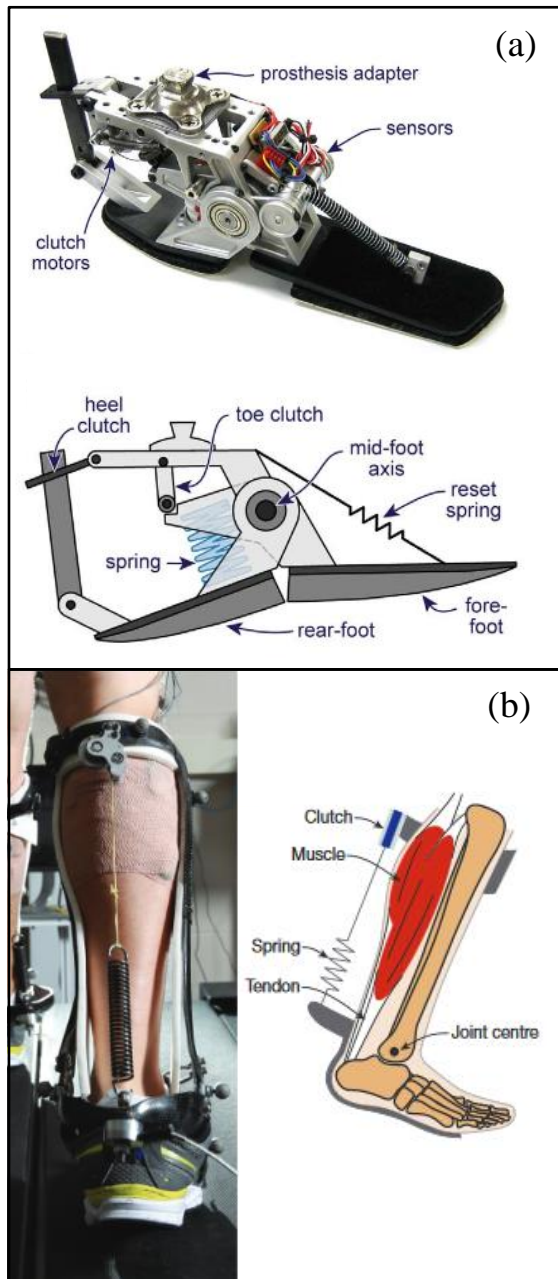 (a)
prosthesis adapter
sensors
clutch
motors
heel
clutch
toe clutch
mid-foot
axis
reset
spring
spring
rear-foot
fore-
foot
(b)
Clutch
Muscle
Spring
Tendon
Joint centre